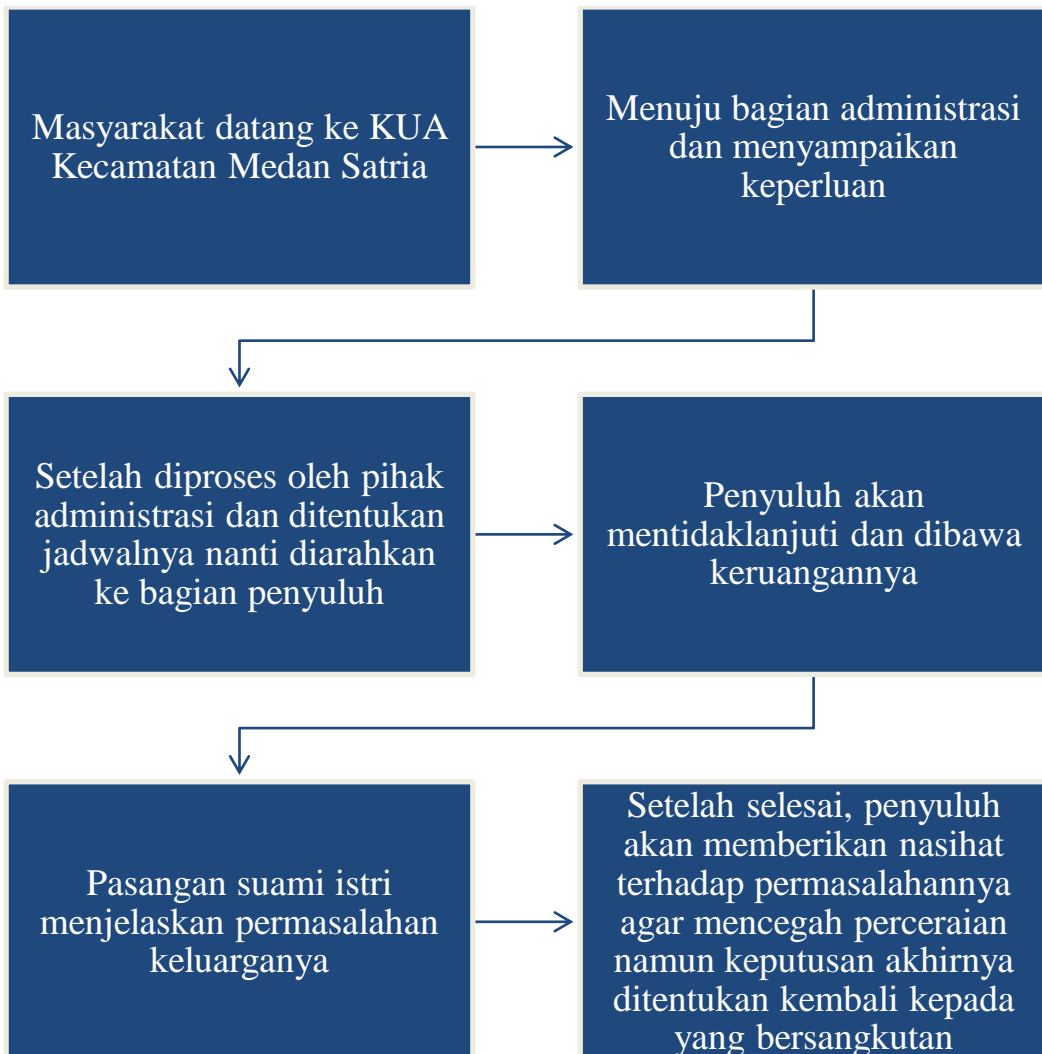 Masyarakat datang ke KUA
Kecamatan Medan Satria
Menuju bagian administrasi
dan menyampaikan
keperluan
Setelah diproses oleh pihak
administrasi dan ditentukan
jadwalnya nanti diarahkan
ke bagian penyuluh
Penyuluh akan
mentidaklanjuti dan dibawa
keruangannya
Pasangan suami istri
menjelaskan permasalahan
keluarganya
Setelah selesai, penyuluh
akan memberikan nasihat
terhadap permasalahannya
agar mencegah perceraian
namun keputusan akhirnya
ditentukan kembali kepada
yang bersangkutan